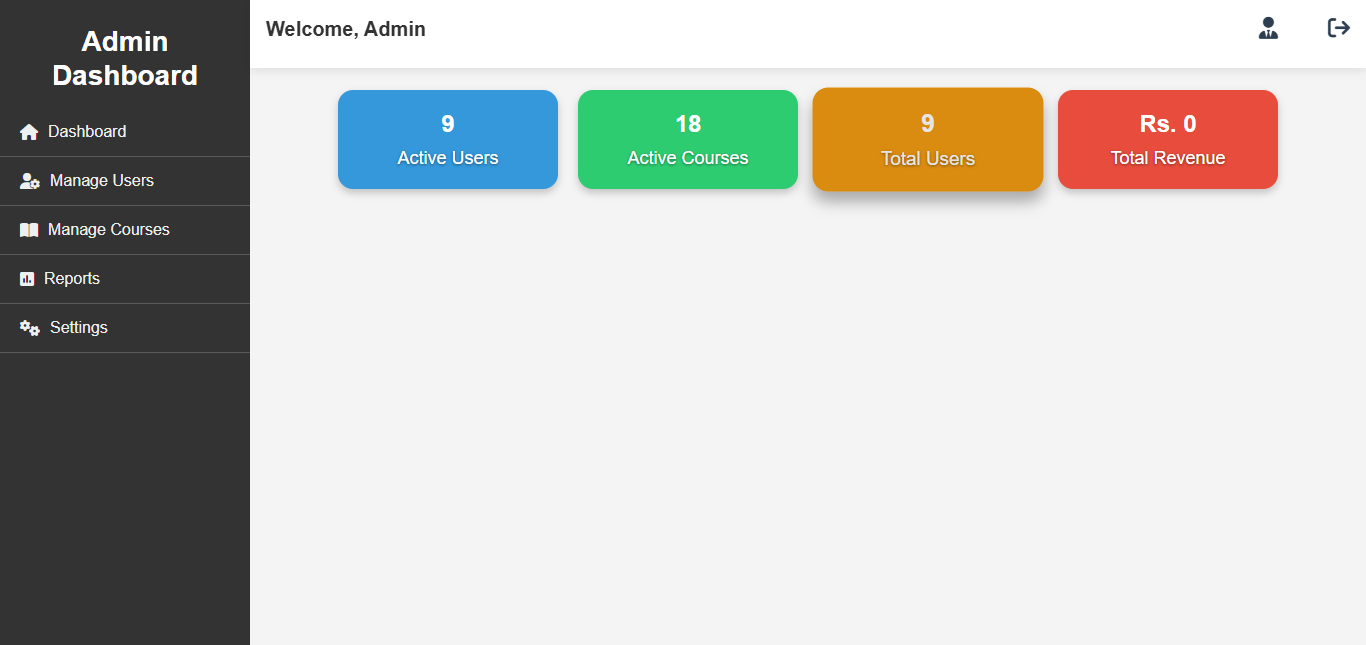 Admin
Dashboard
Dashboard
Manage Users
Manage Courses
Reports
Settings
Welcome, Admin
9
Active Users
18
Active Courses
9
Total Users
Rs. 0
Total Revenue